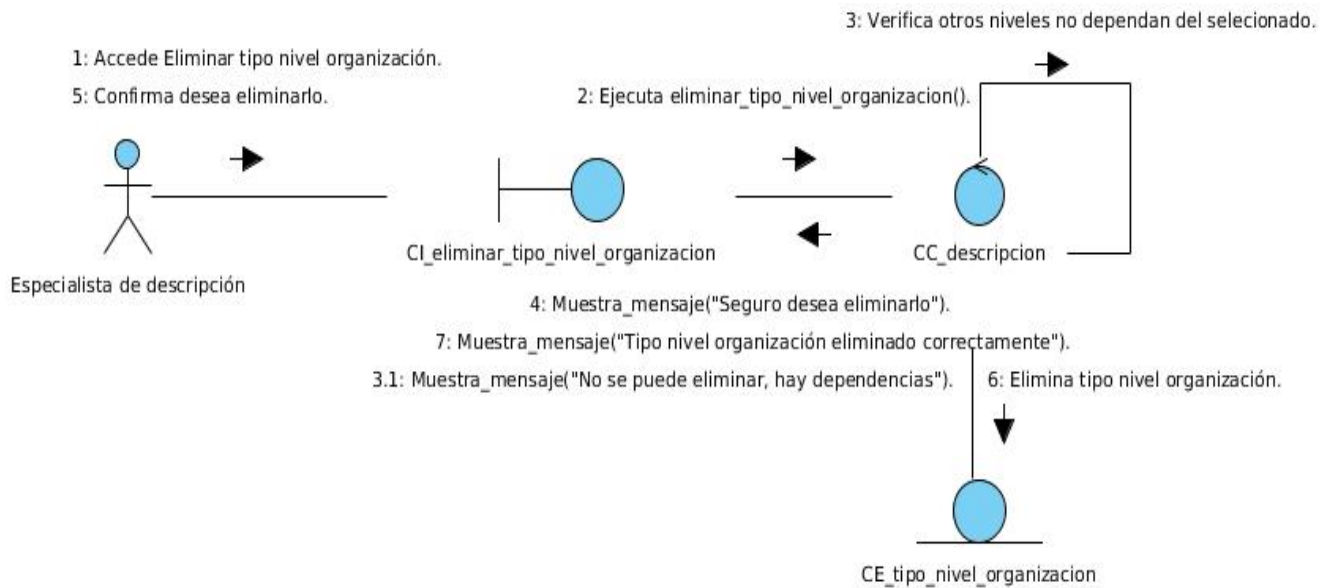 3: Verifica otros niveles no dependan del selecionado.
1: Accede Eliminar tipo nivel organización.
5: Confirma desea eliminarlo.
2: Ejecuta eliminar_tipo_nivel_organizacion().
CI_eliminar_tipo_nivel_organizacion
CC_descripcion
Especialista de descripción
4: Muestra_mensaje("Seguro desea eliminarlo").
7: Muestra_mensaje("Tipo nivel organización eliminado correctamente").
3.1: Muestra_mensaje("No se puede eliminar, hay dependencias").
6: Elimina tipo nivel organización.
CE_tipo_nivel_organizacion